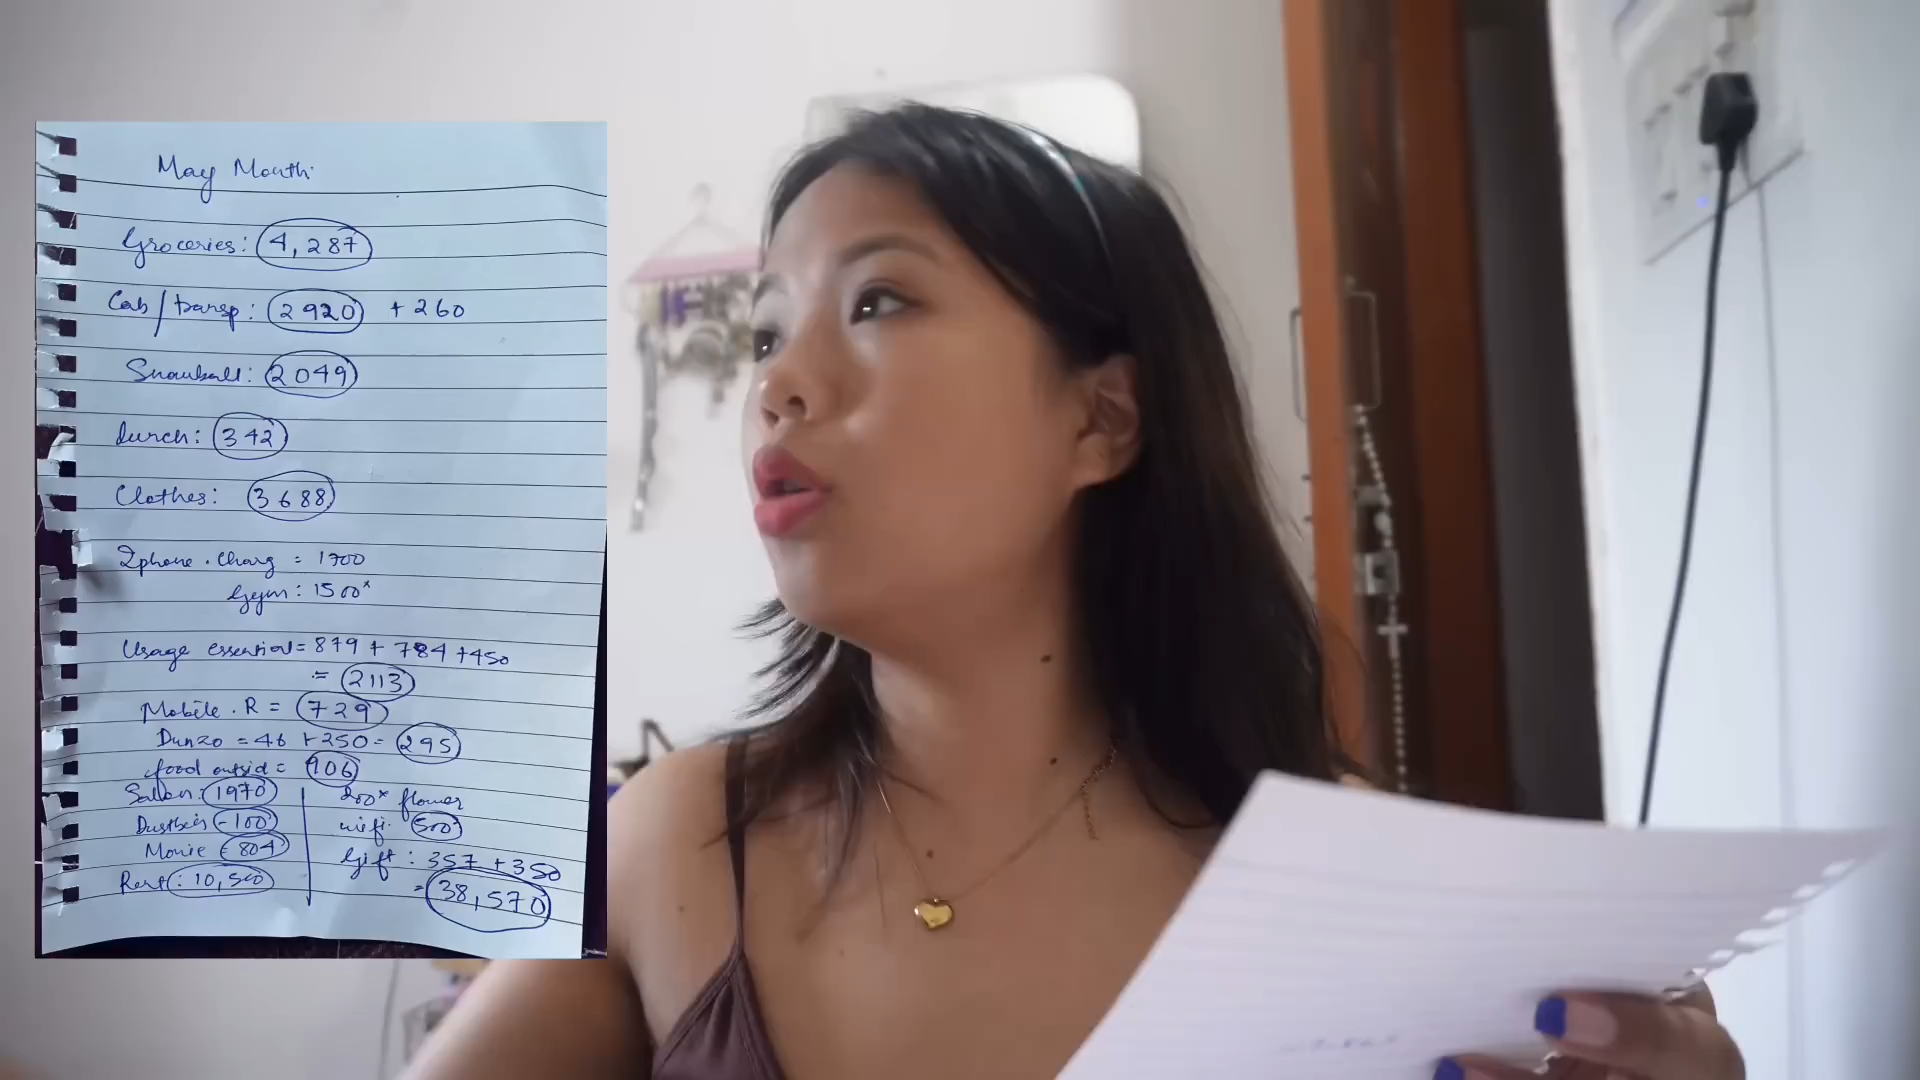 May Month
Groceries: 4,287
Cab/transp: 2920 + 260
Snowball: 2049
Lunch: 342
Clothes: 3688
Iphone. Charg = 1700
Gym: 1500*
Usage essential = 879 + 784 + 450
= 2113
Mobile. R = 729
Dunzo = 46 + 250 = 295
food outsid = 906
Salon: 1970
Dustbin - 100
Movie = 804
Rent: 10,500
200* flower
wifi. 500
Gift: 357 + 350
= 38,570